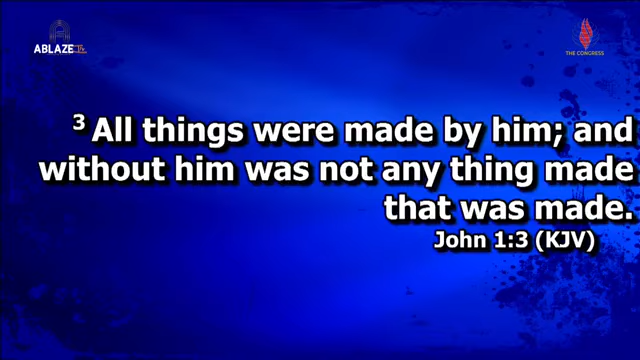 ABLAZE
THE CONGRESS
3 All things were made by him; and
without him was not any thing made
that was made.
John 1:3 (KJV)